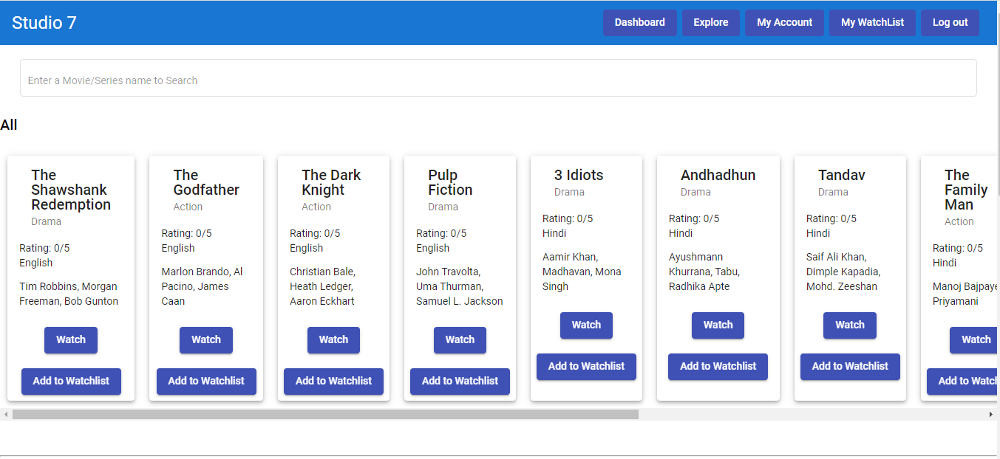 Studio 7
Dashboard
Explore
My Account
My WatchList
Log out
Enter a Movie/Series name to Search
All
The
Shawshank
Redemption
Drama
Rating: 0/5
English
Tim Robbins, Morgan
Freeman, Bob Gunton
Watch
Add to Watchlist
The
Godfather
Action
Rating: 0/5
English
Marlon Brando, Al
Pacino, James
Caan
Watch
Add to Watchlist
The Dark
Knight
Action
Rating: 0/5
English
Christian Bale,
Heath Ledger,
Aaron Eckhart
Watch
Add to Watchlist
Pulp
Fiction
Drama
Rating: 0/5
English
John Travolta,
Uma Thurman,
Samuel L. Jackson
Watch
Add to Watchlist
3 Idiots
Drama
Rating: 0/5
Hindi
Aamir Khan,
Madhavan, Mona
Singh
Watch
Add to Watchlist
Andhadhun
Drama
Rating: 0/5
Hindi
Ayushmann
Khurrana, Tabu,
Radhika Apte
Watch
Add to Watchlist
Tandav
Drama
Rating: 0/5
Hindi
Saif Ali Khan,
Dimple Kapadia,
Mohd. Zeeshan
Watch
Add to Watchlist
The
Family
Man
Action
Rating: 0/5
Hindi
Manoj Bajpaye
Priyamani
Watch
Add to Watch